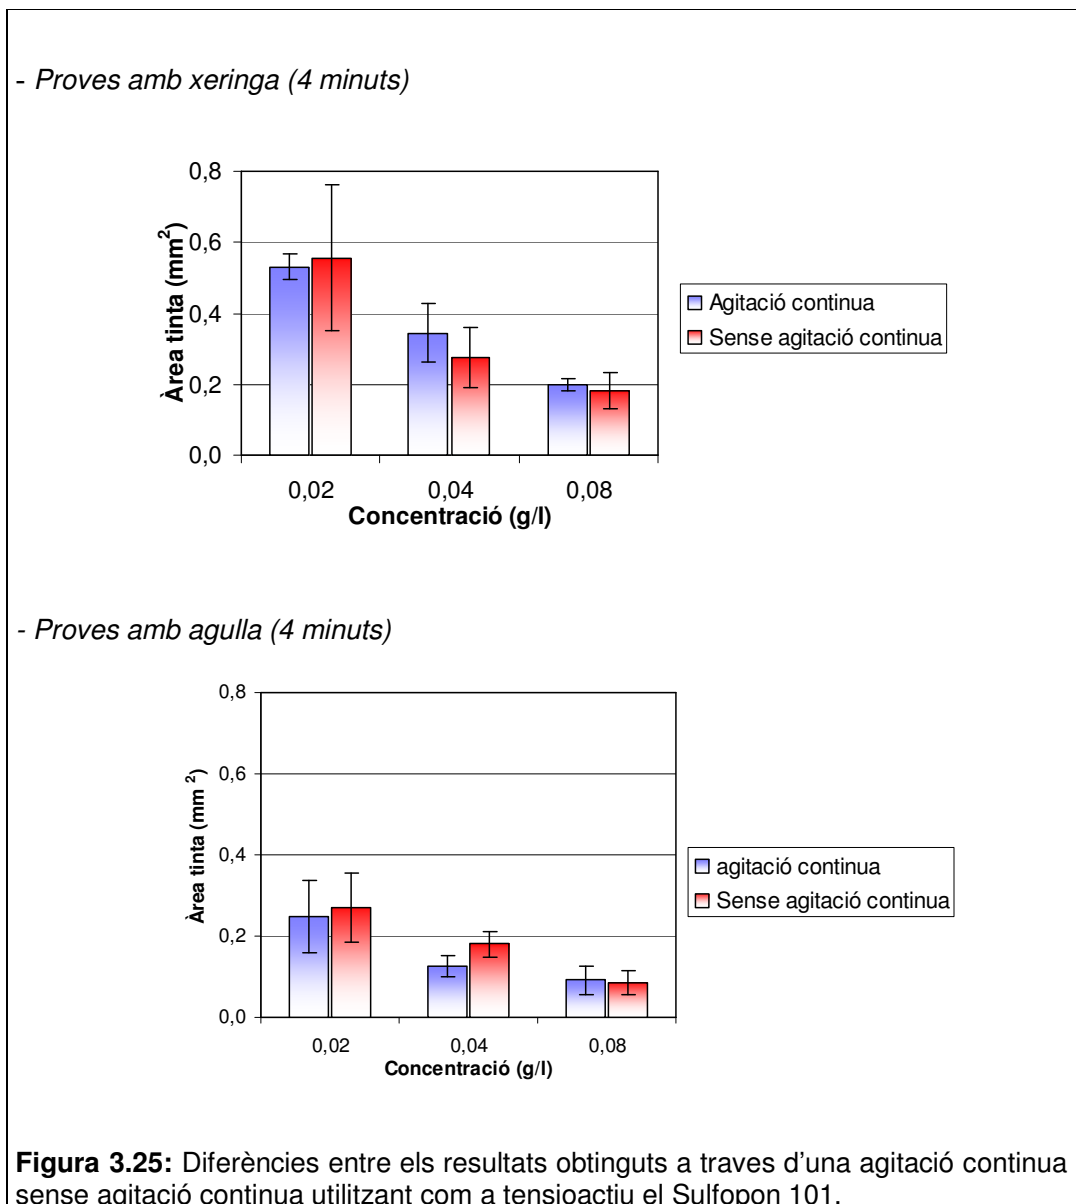 - Proves amb xeringa (4 minuts)
0,8
0,6
0,4
0,2
0,0
Àrea tinta (mm²)
0,02 0,04 0,08
Concentració (g/l)
Agitació continua
Sense agitació continua
- Proves amb agulla (4 minuts)
0,8
0,6
0,4
0,2
0,0
Àrea tinta (mm ²)
0,02 0,04 0,08
Concentració (g/l)
agitació continua
Sense agitació continua
Figura 3.25: Diferències entre els resultats obtinguts a traves d'una agitació continua
sense agitació continua utilitzant com a tensioactiu el Sulfopon 101.